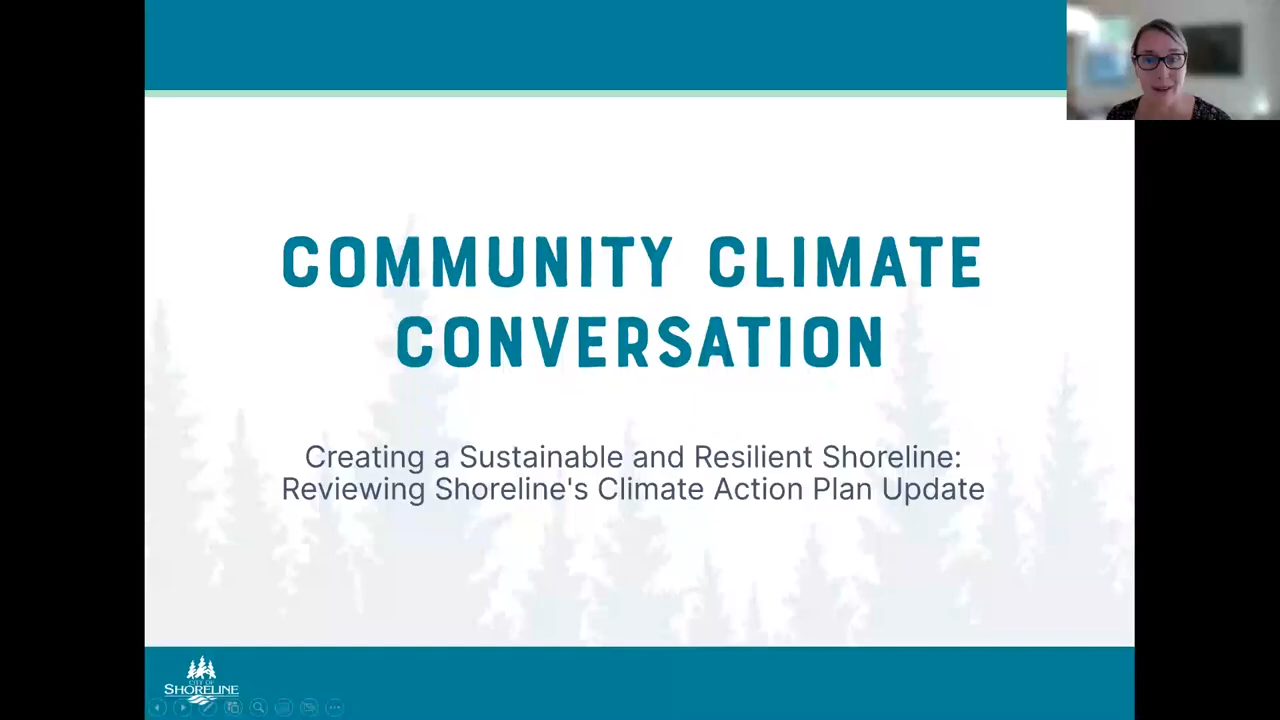 COMMUNITY CLIMATE
CONVERSATION
Creating a Sustainable and Resilient Shoreline:
Reviewing Shoreline's Climate Action Plan Update
CITY OF
SHORELINE